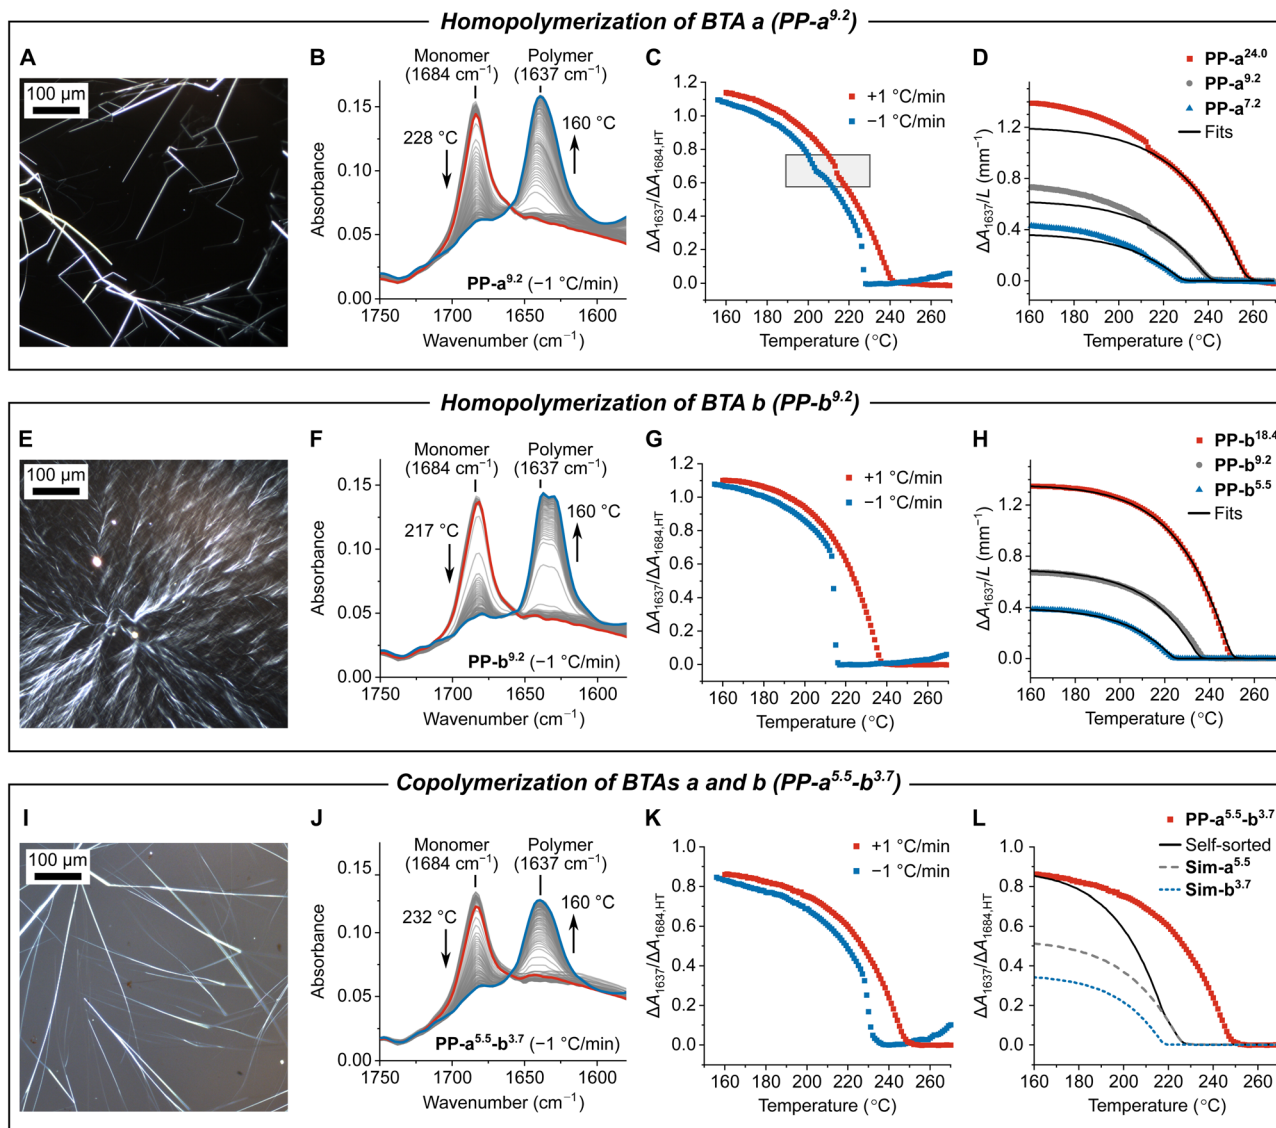 Homopolymerization of BTA a (PP-a⁹·²)
A
100 µm
B
Monomer
(1684 cm⁻¹)
Polymer
(1637 cm⁻¹)
228 °C
160 °C
PP-a⁹·² (−1 °C/min)
Absorbance
0.15
0.10
0.05
0.00
1750 1700 1650 1600
Wavenumber (cm⁻¹)
C
+1 °C/min
−1 °C/min
ΔA₁₆₃₇/ΔA₁₆₈₄,HT
1.2
1.0
0.8
0.6
0.4
0.2
0.0
160 180 200 220 240 260
Temperature (°C)
D
PP-a²⁴·⁰
PP-a⁹·²
PP-a⁷·²
Fits
ΔA₁₆₃₇/L (mm⁻¹)
1.2
0.8
0.4
0.0
160 180 200 220 240 260
Temperature (°C)
Homopolymerization of BTA b (PP-b⁹·²)
E
100 µm
F
Monomer
(1684 cm⁻¹)
Polymer
(1637 cm⁻¹)
217 °C
160 °C
PP-b⁹·² (−1 °C/min)
Absorbance
0.15
0.10
0.05
0.00
1750 1700 1650 1600
Wavenumber (cm⁻¹)
G
+1 °C/min
−1 °C/min
ΔA₁₆₃₇/ΔA₁₆₈₄,HT
1.2
1.0
0.8
0.6
0.4
0.2
0.0
160 180 200 220 240 260
Temperature (°C)
H
PP-b¹⁸·⁴
PP-b⁹·²
PP-b⁵·⁵
Fits
ΔA₁₆₃₇/L (mm⁻¹)
1.2
0.8
0.4
0.0
160 180 200 220 240 260
Temperature (°C)
Copolymerization of BTAs a and b (PP-a⁵·⁵-b³·⁷)
I
100 µm
J
Monomer
(1684 cm⁻¹)
Polymer
(1637 cm⁻¹)
232 °C
160 °C
PP-a⁵·⁵-b³·⁷ (−1 °C/min)
Absorbance
0.15
0.10
0.05
0.00
1750 1700 1650 1600
Wavenumber (cm⁻¹)
K
+1 °C/min
−1 °C/min
ΔA₁₆₃₇/ΔA₁₆₈₄,HT
1.0
0.8
0.6
0.4
0.2
0.0
160 180 200 220 240 260
Temperature (°C)
L
PP-a⁵·⁵-b³·⁷
Self-sorted
Sim-a⁵·⁵
Sim-b³·⁷
ΔA₁₆₃₇/ΔA₁₆₈₄,HT
1.0
0.8
0.6
0.4
0.2
0.0
160 180 200 220 240 260
Temperature (°C)